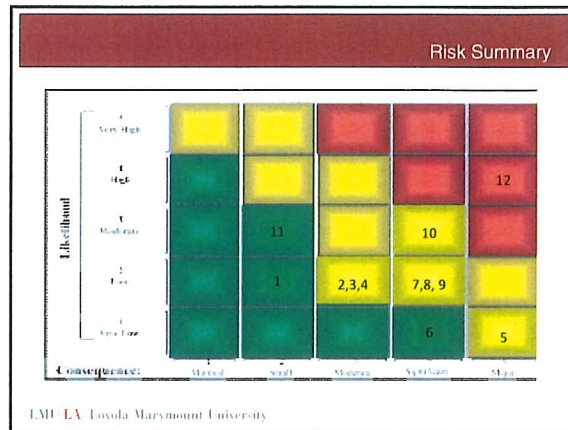 Risk Summary
Very High
High
12
Likelihood
Moderate
11
10
Low
1
2,3,4
7,8, 9
Very Low
6
5
Consequence:
Minimal
Small
Moderate
Significant
Major
LMU|LA Loyola Marymount University